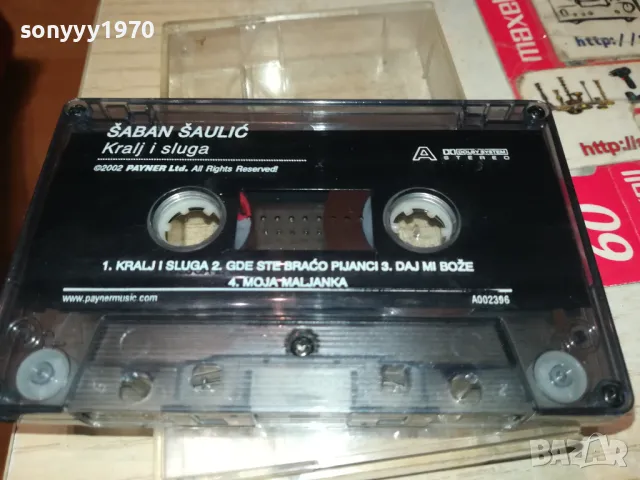 sonyyy1970
maxell
http://
ŠABAN ŠAULIĆ
Kralj i sluga
©2002 PAYNER Ltd. All Rights Reserved!
A DOLBY SYSTEM
STEREO
http://
60
1. KRALJ I SLUGA 2. GDE STE BRAĆO PIJANCI 3. DAJ MI BOŽE
4. MOJA MALJANKA
www.paynermusic.com A002396
BAZAR